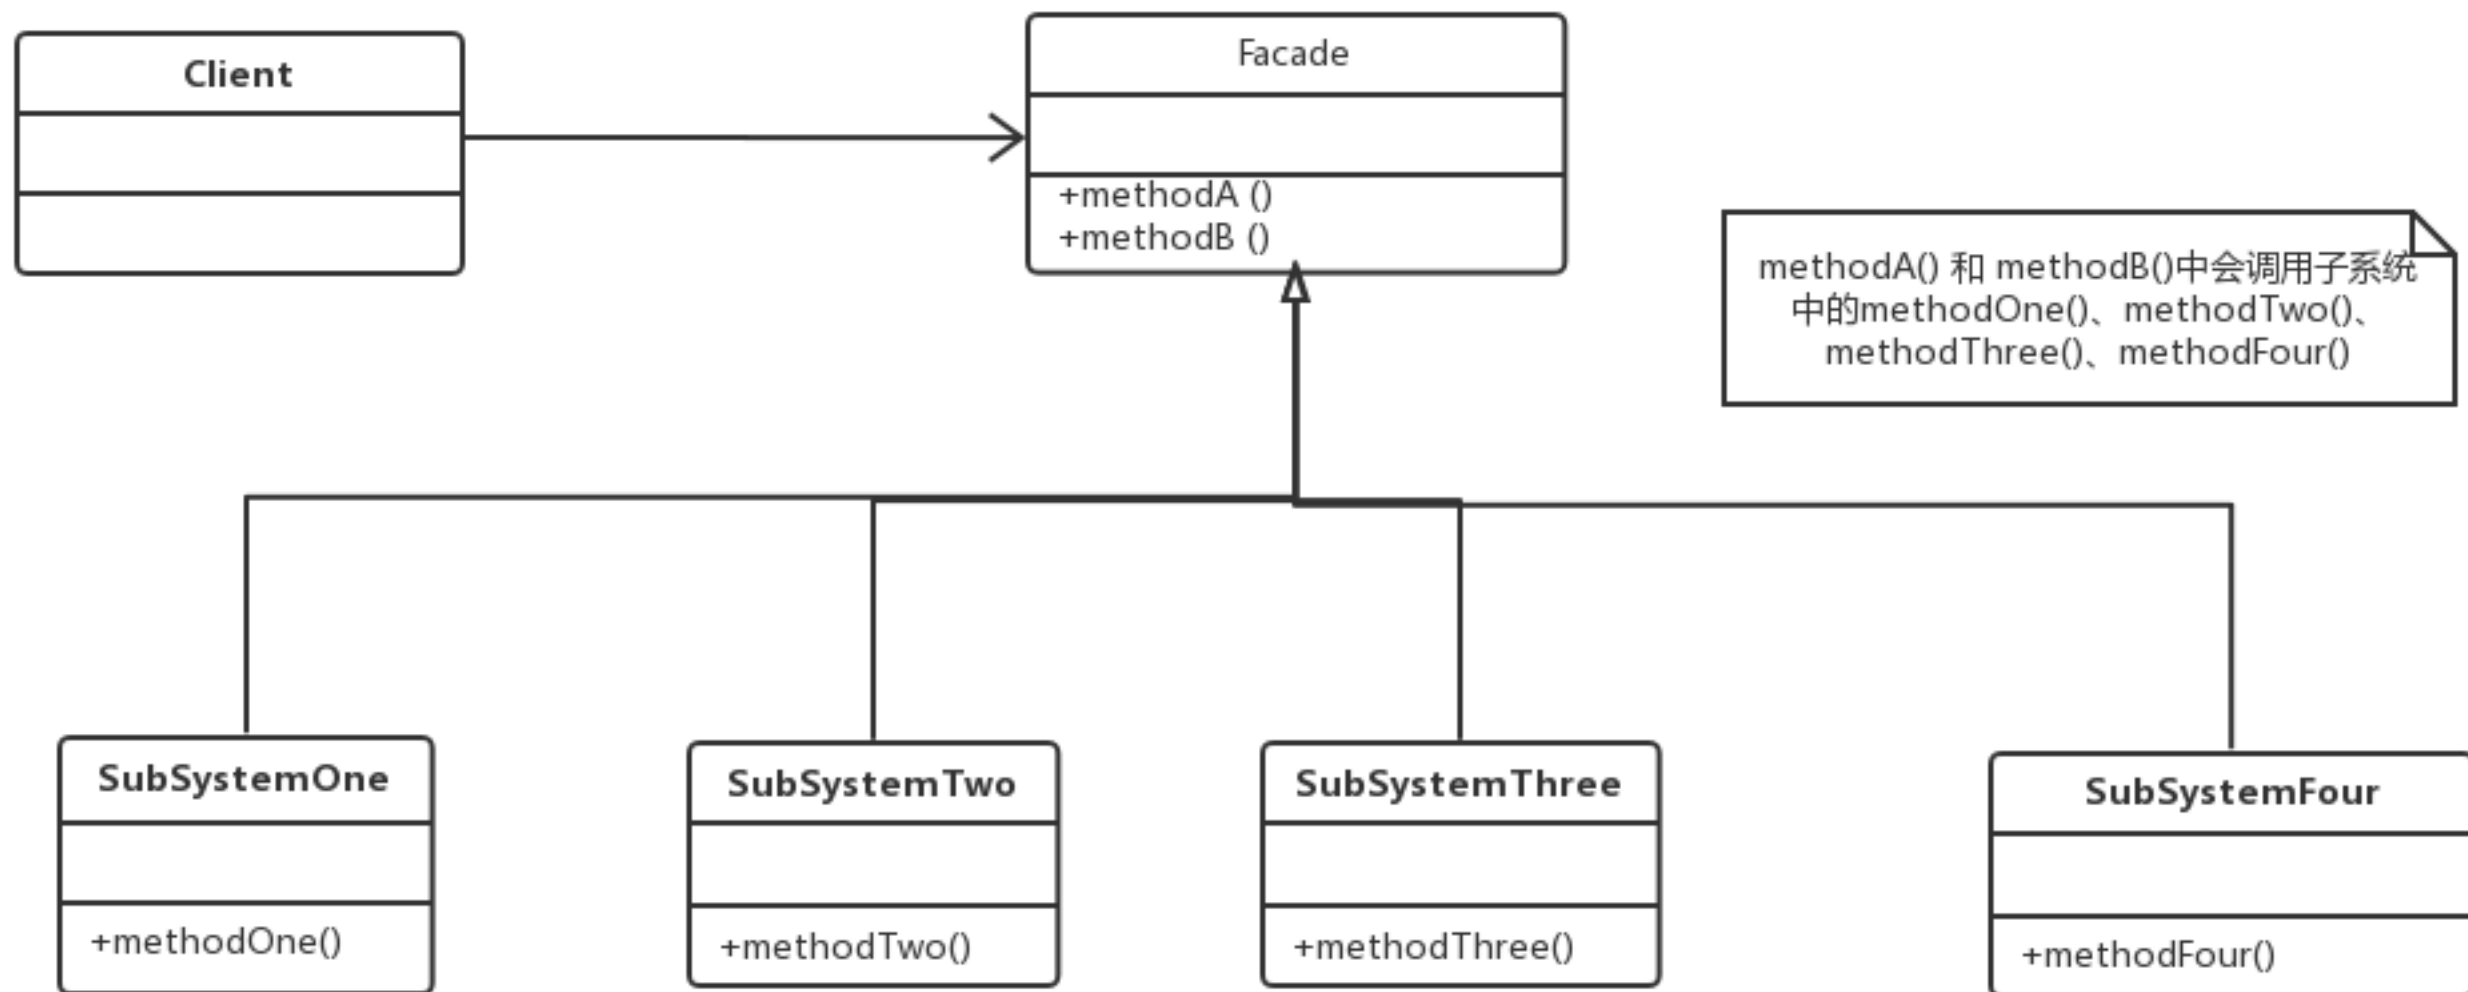 Client
Facade
+methodA ()
+methodB ()
methodA() 和 methodB()中会调用子系统
中的methodOne()、methodTwo()、
methodThree()、methodFour()
SubSystemOne
+methodOne()
SubSystemTwo
+methodTwo()
SubSystemThree
+methodThree()
SubSystemFour
+methodFour()